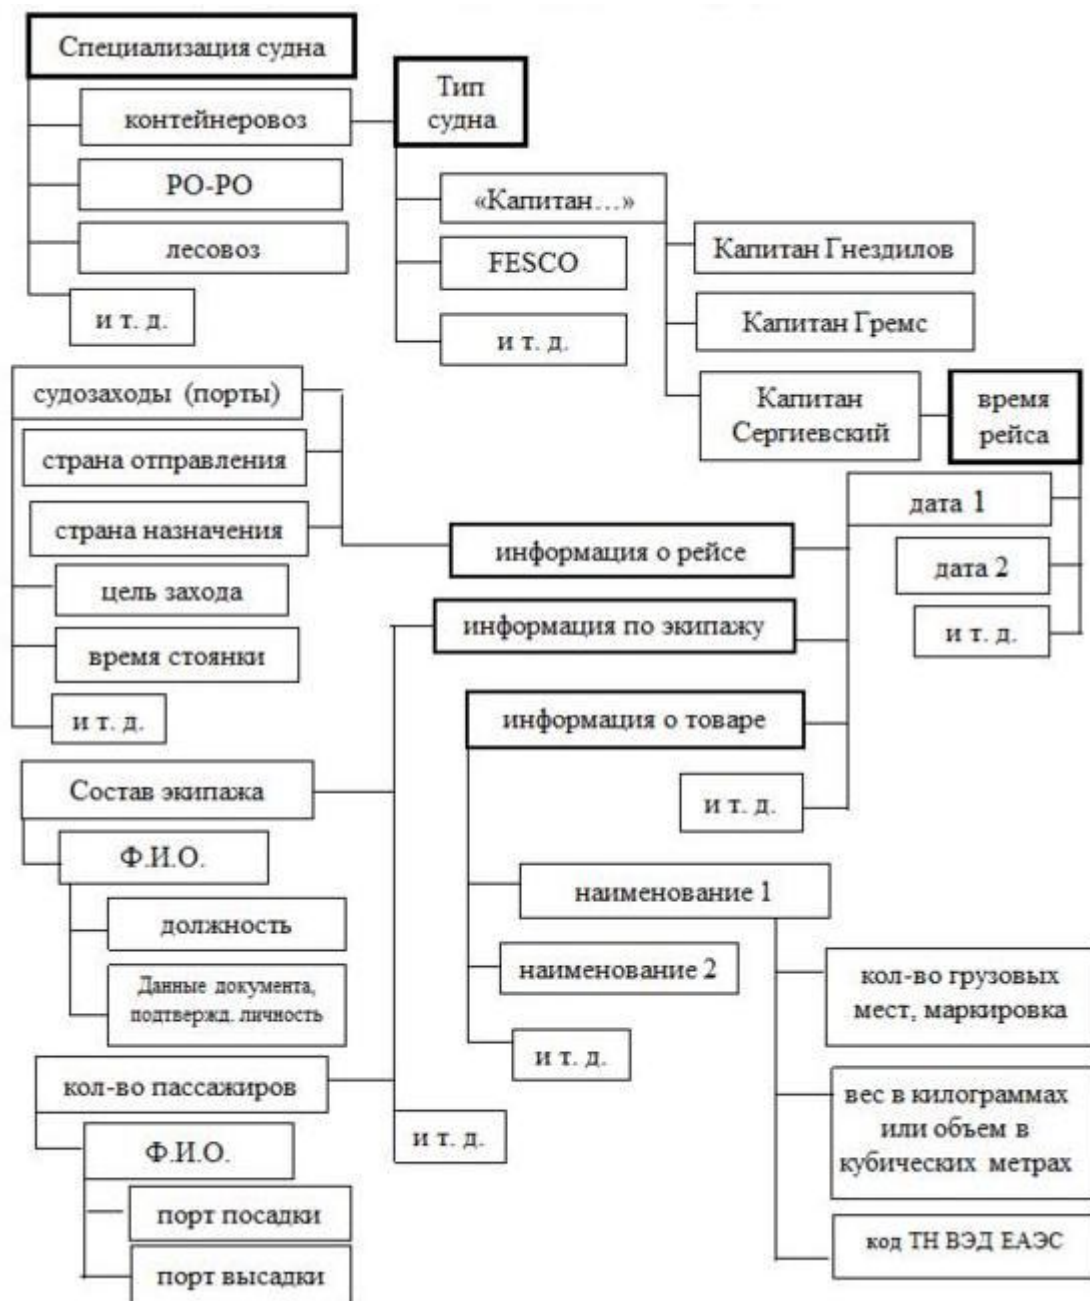 Специализация судна
контейнеровоз
РО-РО
лесовоз
и т. д.
Тип
судна
«Капитан…»
FESCO
и т. д.
Капитан Гнездилов
Капитан Гремс
Капитан
Сергиевский
время
рейса
дата 1
дата 2
и т. д.
судозаходы (порты)
страна отправления
страна назначения
цель захода
время стоянки
и т. д.
информация о рейсе
информация по экипажу
информация о товаре
и т. д.
Состав экипажа
Ф.И.О.
должность
Данные документа,
подтвержд. личность
кол-во пассажиров
Ф.И.О.
порт посадки
порт высадки
и т. д.
наименование 1
наименование 2
и т. д.
кол-во грузовых
мест, маркировка
вес в килограммах
или объем в
кубических метрах
код ТН ВЭД ЕАЭС